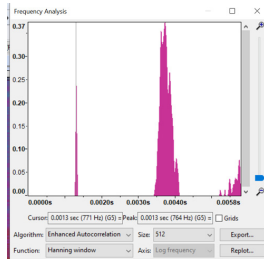 Frequency Analysis
0.37
0.30
0.25
0.20
0.15
0.10
0.05
0.00
0.0000s 0.0020s 0.0030s 0.0040s 0.0058s
Cursor: 0.0013 sec (771 Hz) (G5) = Peak: 0.0013 sec (764 Hz) (G5) = Grids
Algorithm: Enhanced Autocorrelation Size: 512 Export...
Function: Hanning window Axis: Log frequency Replot...